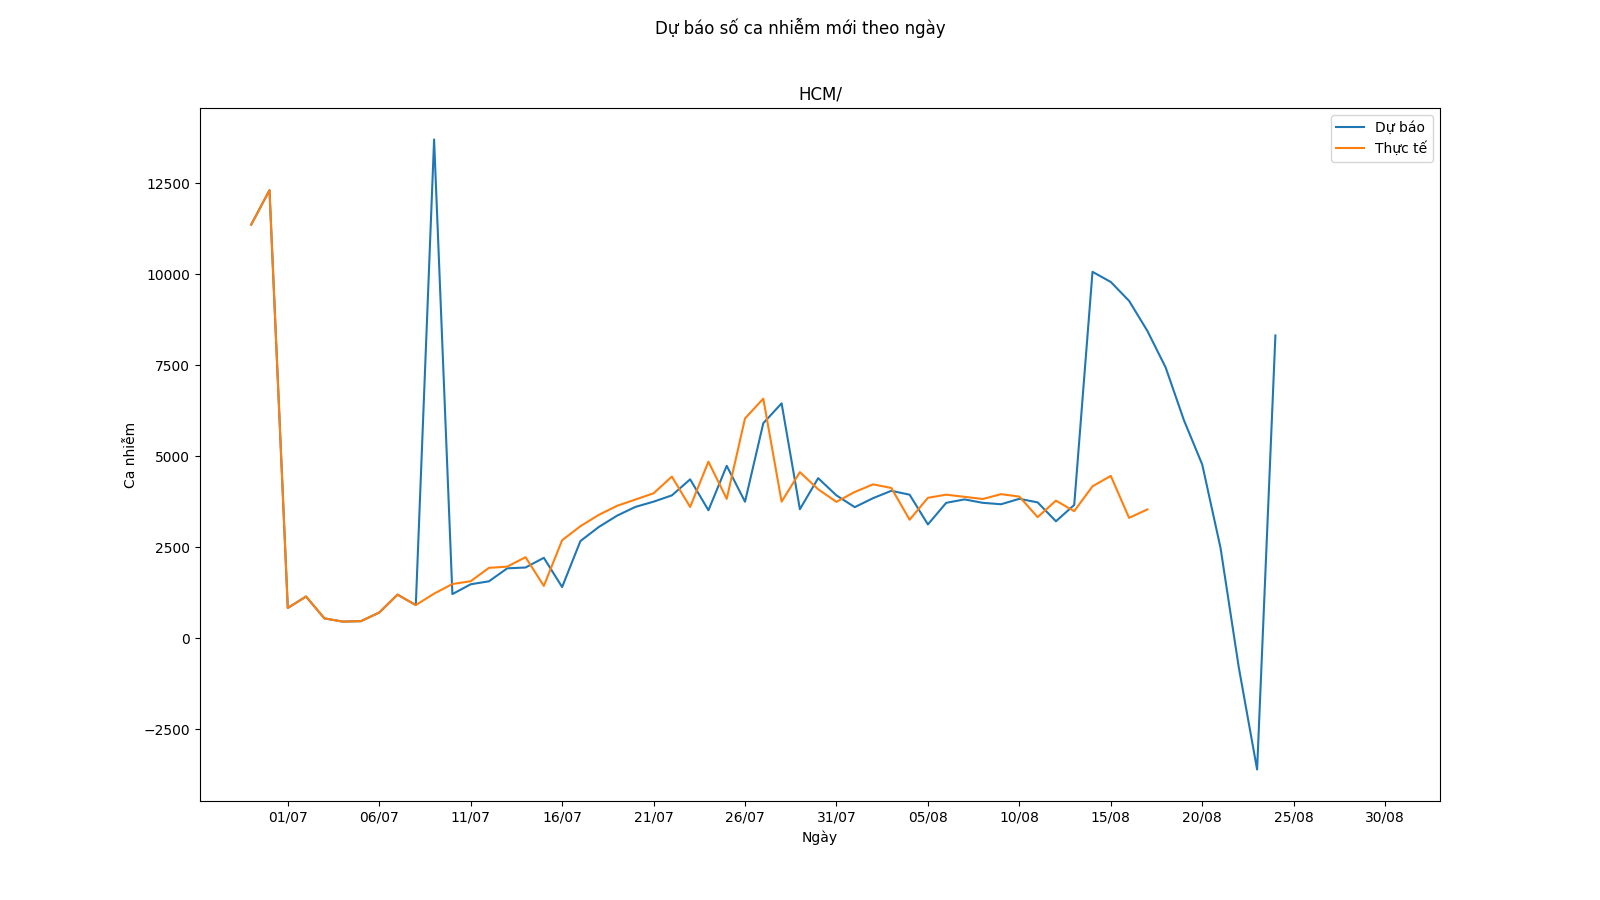 Dự báo số ca nhiễm mới theo ngày
HCM/
Dự báo
Thực tế
12500
10000
7500
5000
2500
0
−2500
Ca nhiễm
01/07 06/07 11/07 16/07 21/07 26/07 31/07 05/08 10/08 15/08 20/08 25/08 30/08
Ngày